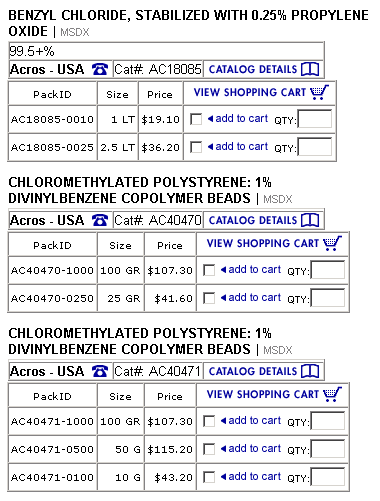 BENZYL CHLORIDE, STABILIZED WITH 0.25% PROPYLENE
OXIDE | MSDX
99.5+%
Acros - USA Cat#: AC18085 CATALOG DETAILS
PackID Size Price VIEW SHOPPING CART
AC18085-0010 1 LT $19.10 add to cart QTY:
AC18085-0025 2.5 LT $36.20 add to cart QTY:
CHLOROMETHYLATED POLYSTYRENE: 1%
DIVINYLBENZENE COPOLYMER BEADS | MSDX
Acros - USA Cat#: AC40470 CATALOG DETAILS
PackID Size Price VIEW SHOPPING CART
AC40470-1000 100 GR $107.30 add to cart QTY:
AC40470-0250 25 GR $41.60 add to cart QTY:
CHLOROMETHYLATED POLYSTYRENE: 1%
DIVINYLBENZENE COPOLYMER BEADS | MSDX
Acros - USA Cat#: AC40471 CATALOG DETAILS
PackID Size Price VIEW SHOPPING CART
AC40471-1000 100 GR $107.30 add to cart QTY:
AC40471-0500 50 G $115.20 add to cart QTY:
AC40471-0100 10 G $43.20 add to cart QTY: